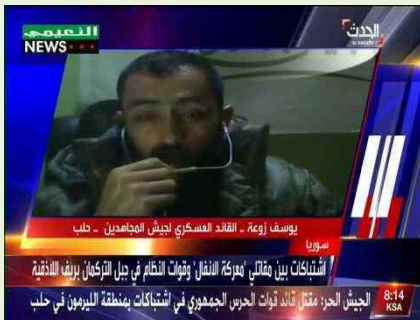 النعيمي
NEWS
الحدث
AL HADATH
يوسف زوعة - القائد العسكري لجيش المجاهدين - حلب
سوريا
اشتباكات بين مقاتلي "معركة الانفال" وقوات النظام في جبل التركمان بريف اللاذقية
الجيش الحر: مقتل قائد قوات الحرس الجمهوري في اشتباكات بمنطقة الليرمون في حلب
8:14
KSA